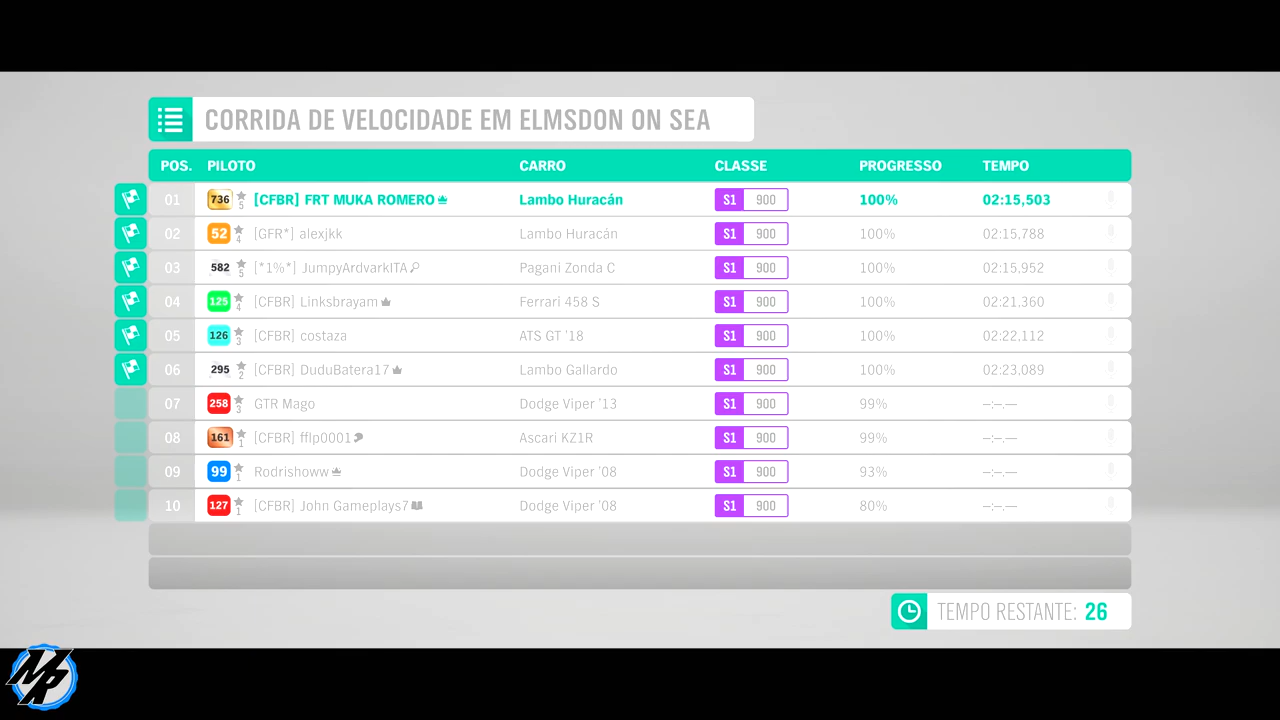 CORRIDA DE VELOCIDADE EM ELMSDON ON SEA
POS. PILOTO CARRO CLASSE PROGRESSO TEMPO
01 736 5 [CFBR] FRT MUKA ROMERO Lambo Huracán S1 900 100% 02:15,503
02 52 4 [GFR*] alexjkk Lambo Huracán S1 900 100% 02:15,788
03 582 5 [*1%*] JumpyArdvarkITA Pagani Zonda C S1 900 100% 02:15,952
04 125 4 [CFBR] Linksbrayam Ferrari 458 S S1 900 100% 02:21,360
05 126 3 [CFBR] costaza ATS GT '18 S1 900 100% 02:22,112
06 295 2 [CFBR] DuduBatera17 Lambo Gallardo S1 900 100% 02:23,089
07 258 3 GTR Mago Dodge Viper '13 S1 900 99% --:--.---
08 161 1 [CFBR] fflp0001 Ascari KZ1R S1 900 99% --:--.---
09 99 1 Rodrishoww Dodge Viper '08 S1 900 93% --:--.---
10 127 1 [CFBR] John Gameplays7 Dodge Viper '08 S1 900 80% --:--.---
TEMPO RESTANTE: 26